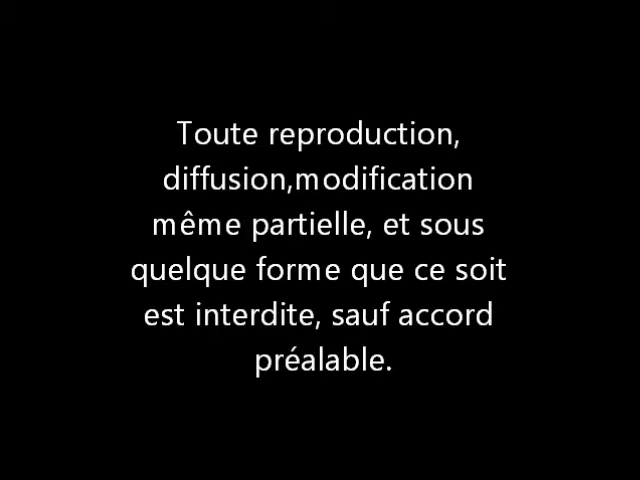 Toute reproduction,
diffusion,modification
même partielle, et sous
quelque forme que ce soit
est interdite, sauf accord
préalable.